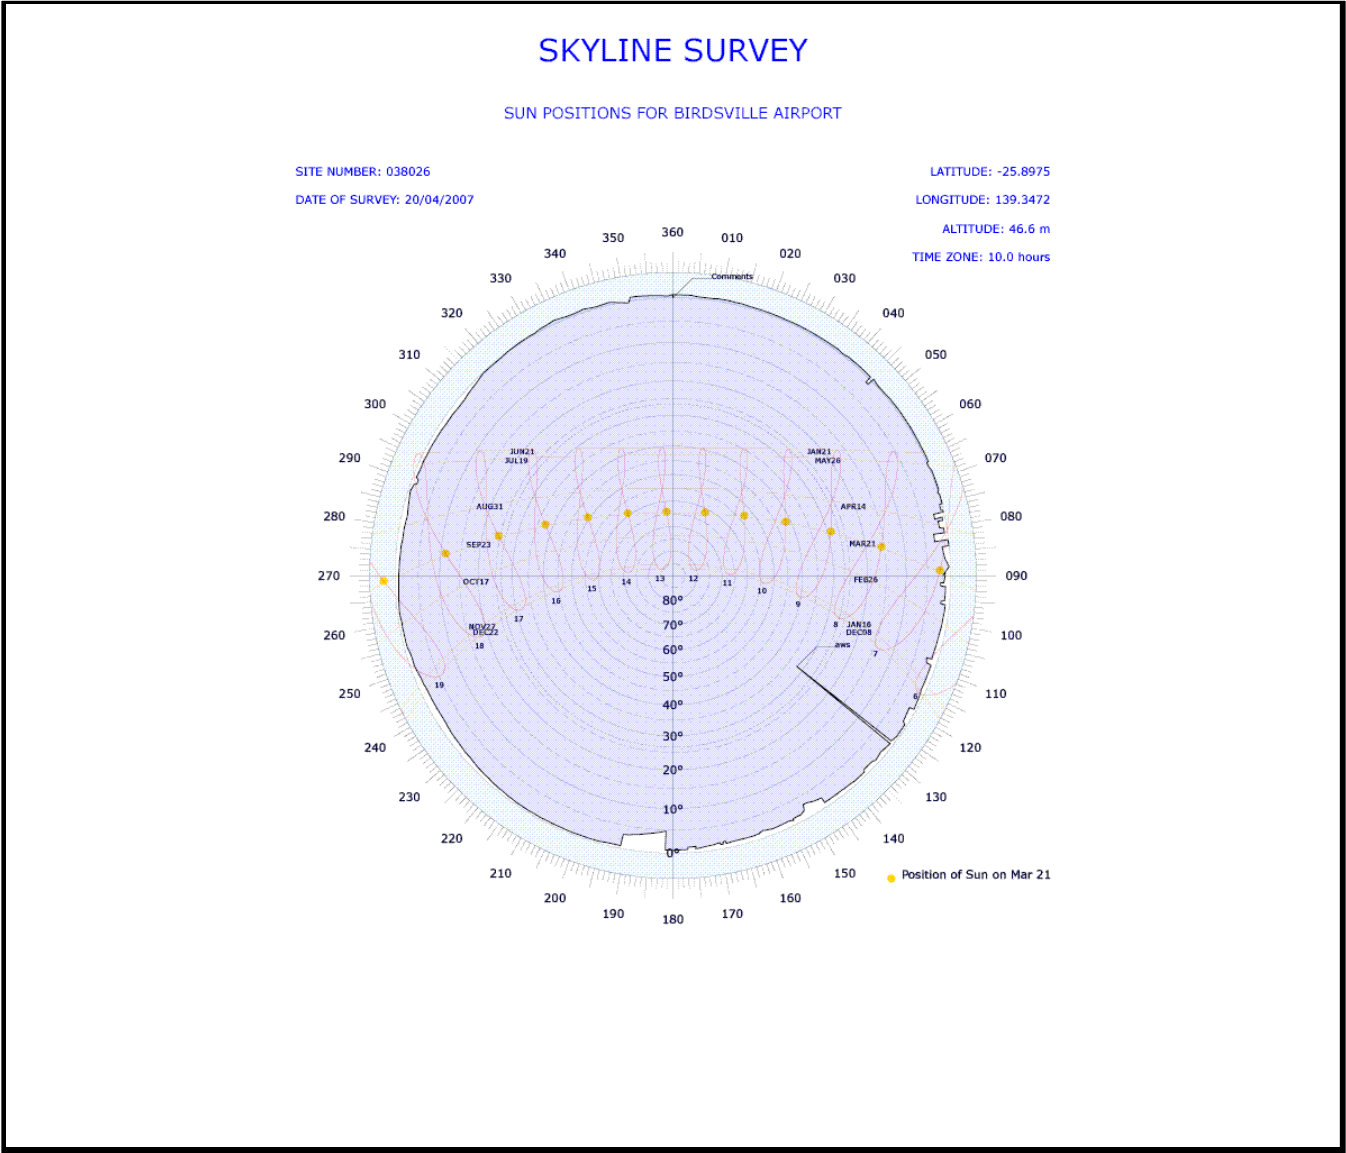 SKYLINE SURVEY
SUN POSITIONS FOR BIRDSVILLE AIRPORT
SITE NUMBER: 038026
LATITUDE: -25.8975
DATE OF SURVEY: 20/04/2007
LONGITUDE: 139.3472
ALTITUDE: 46.6 m
TIME ZONE: 10.0 hours
360
350 010
340 020
330 030
Comments
320 040
310 050
300 060
290 070
JUN21 JAN21
JUL19 MAY26
280 080
AUG31 APR14
SEP23 MAR21
270 090
OCT17 FEB26
19 18 17 16 15 14 13 12 11 10 9 8 7 6
80°
70°
60°
50°
40°
30°
20°
10°
0°
NOV27 JAN16
DEC22 DEC08
aws
260 100
250 110
240 120
230 130
220 140
210 150
200 160
190 170
180
Position of Sun on Mar 21